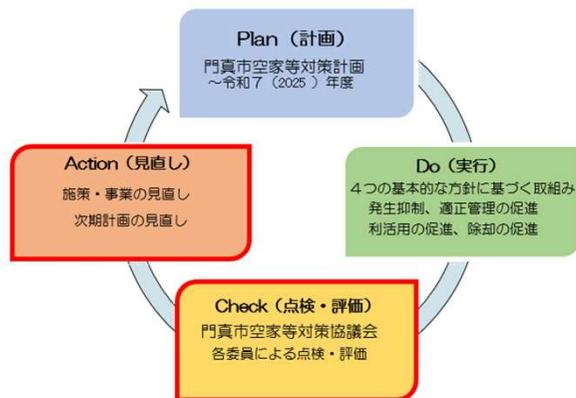 Plan（計画）
門真市空家等対策計画
～令和７（2025）年度
Do（実行）
４つの基本的な方針に基づく取組み
発生抑制、適正管理の促進
利活用の促進、除却の促進
Check（点検・評価）
門真市空家等対策協議会
各委員による点検・評価
Action（見直し）
施策・事業の見直し
次期計画の見直し